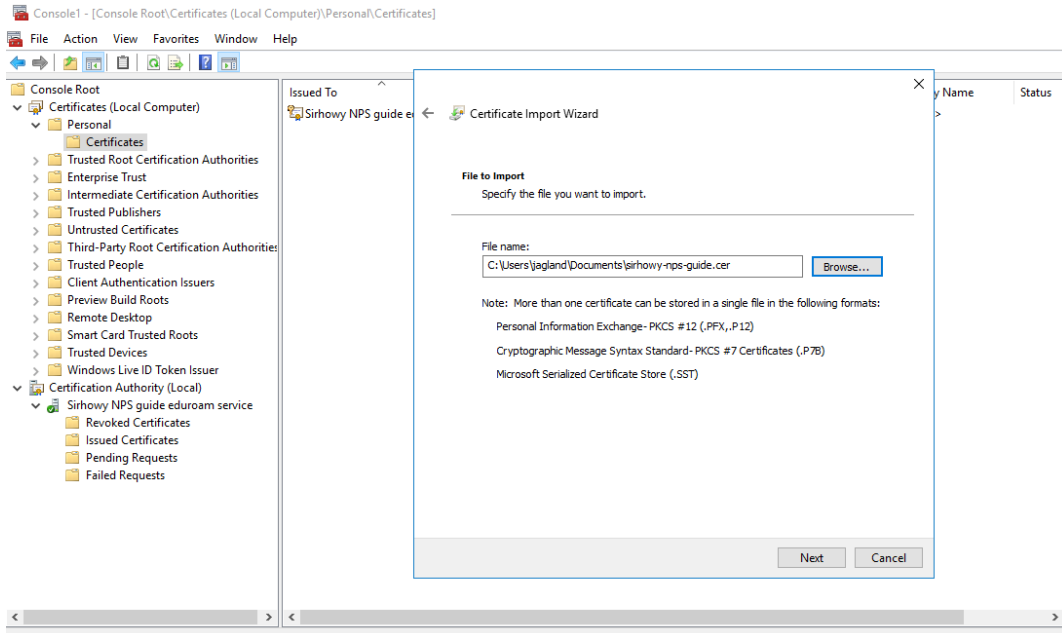 Console1 - [Console Root\Certificates (Local Computer)\Personal\Certificates]
File Action View Favorites Window Help
Console Root
Certificates (Local Computer)
Personal
Certificates
Trusted Root Certification Authorities
Enterprise Trust
Intermediate Certification Authorities
Trusted Publishers
Untrusted Certificates
Third-Party Root Certification Authorities
Trusted People
Client Authentication Issuers
Preview Build Roots
Remote Desktop
Smart Card Trusted Roots
Trusted Devices
Windows Live ID Token Issuer
Certification Authority (Local)
Sirhowy NPS guide eduroam service
Revoked Certificates
Issued Certificates
Pending Requests
Failed Requests
Issued To
Sirhowy NPS guide
y Name Status
>
Certificate Import Wizard
File to Import
Specify the file you want to import.
File name:
C:\Users\jagland\Documents\sirhowy-nps-guide.cer Browse...
Note: More than one certificate can be stored in a single file in the following formats:
Personal Information Exchange- PKCS #12 (.PFX,.P12)
Cryptographic Message Syntax Standard- PKCS #7 Certificates (.P7B)
Microsoft Serialized Certificate Store (.SST)
Next Cancel